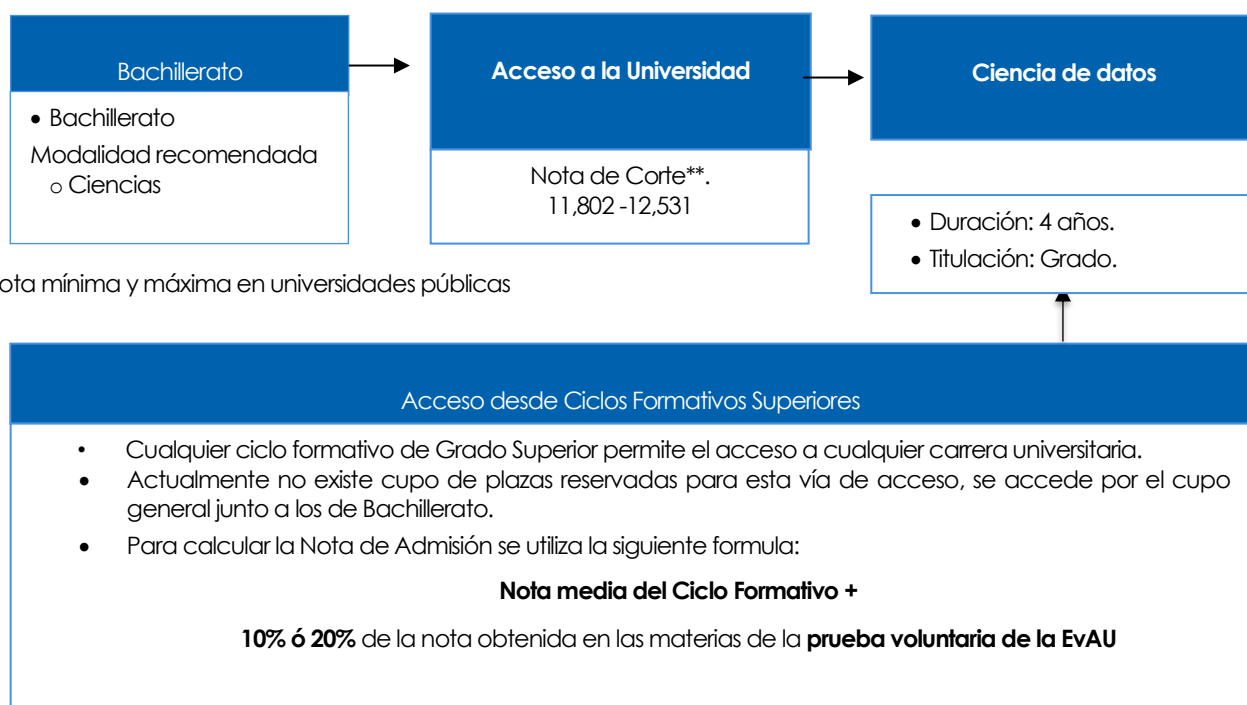 Bachillerato
• Bachillerato
Modalidad recomendada
o Ciencias
Acceso a la Universidad
Nota de Corte**.
11,802 -12,531
Ciencia de datos
• Duración: 4 años.
• Titulación: Grado.
ota mínima y máxima en universidades públicas
Acceso desde Ciclos Formativos Superiores
• Cualquier ciclo formativo de Grado Superior permite el acceso a cualquier carrera universitaria.
• Actualmente no existe cupo de plazas reservadas para esta vía de acceso, se accede por el cupo
general junto a los de Bachillerato.
• Para calcular la Nota de Admisión se utiliza la siguiente formula:
Nota media del Ciclo Formativo +
10% ó 20% de la nota obtenida en las materias de la prueba voluntaria de la EvAU